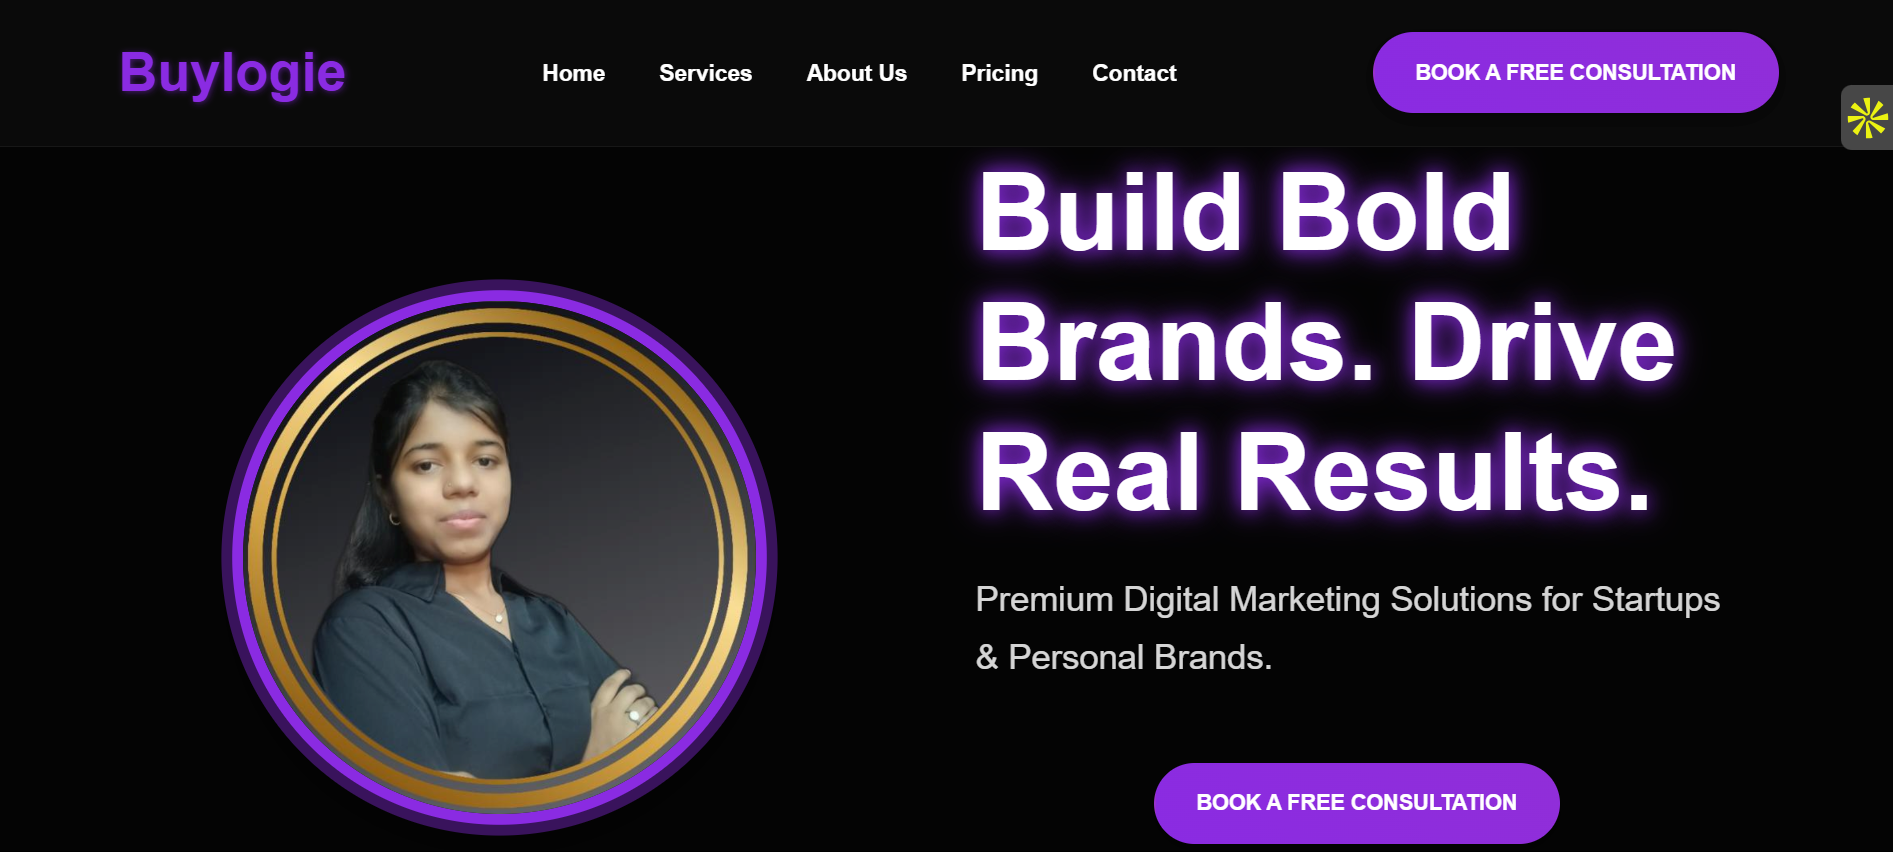 Buylogie
Home
Services
About Us
Pricing
Contact
BOOK A FREE CONSULTATION
Build Bold
Brands. Drive
Real Results.
Premium Digital Marketing Solutions for Startups
& Personal Brands.
BOOK A FREE CONSULTATION